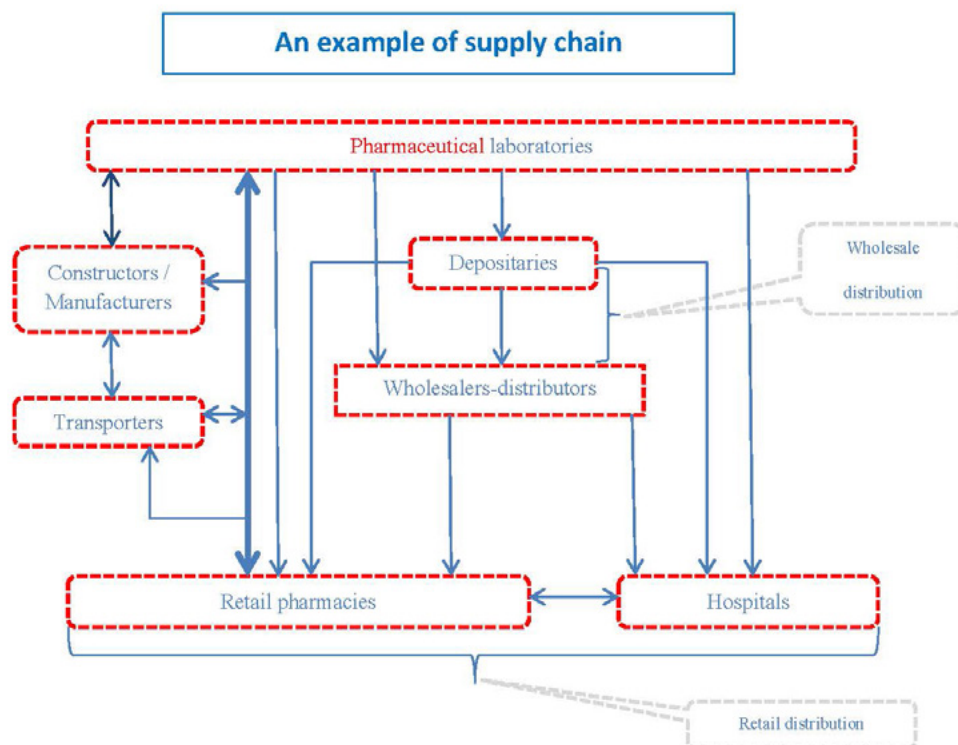 An example of supply chain
Pharmaceutical laboratories
Constructors /
Manufacturers
Depositaries
Wholesale
distribution
Wholesalers-distributors
Transporters
Retail pharmacies
Hospitals
Retail distribution